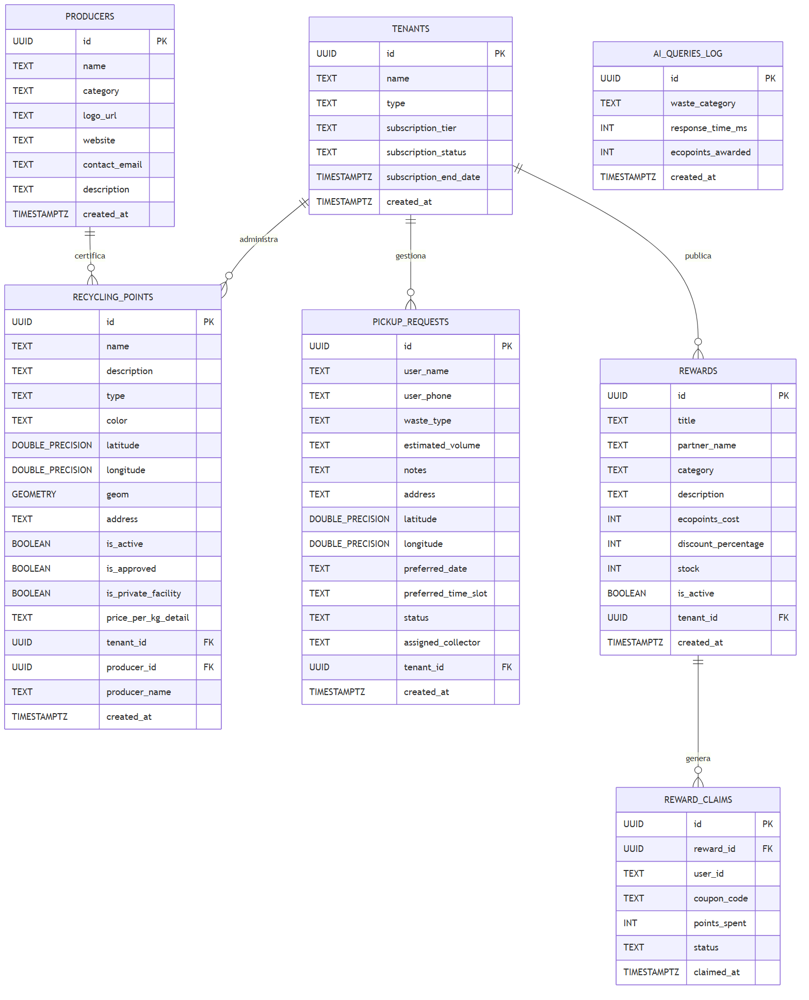 PRODUCERS
UUID id PK
TEXT name
TEXT category
TEXT logo_url
TEXT website
TEXT contact_email
TEXT description
TIMESTAMPTZ created_at
TENANTS
UUID id PK
TEXT name
TEXT type
TEXT subscription_tier
TEXT subscription_status
TIMESTAMPTZ subscription_end_date
TIMESTAMPTZ created_at
AI_QUERIES_LOG
UUID id PK
TEXT waste_category
INT response_time_ms
INT ecopoints_awarded
TIMESTAMPTZ created_at
certifica
administra
gestiona
publica
RECYCLING_POINTS
UUID id PK
TEXT name
TEXT description
TEXT type
TEXT color
DOUBLE_PRECISION latitude
DOUBLE_PRECISION longitude
GEOMETRY geom
TEXT address
BOOLEAN is_active
BOOLEAN is_approved
BOOLEAN is_private_facility
TEXT price_per_kg_detail
UUID tenant_id FK
UUID producer_id FK
TEXT producer_name
TIMESTAMPTZ created_at
PICKUP_REQUESTS
UUID id PK
TEXT user_name
TEXT user_phone
TEXT waste_type
TEXT estimated_volume
TEXT notes
TEXT address
DOUBLE_PRECISION latitude
DOUBLE_PRECISION longitude
TEXT preferred_date
TEXT preferred_time_slot
TEXT status
TEXT assigned_collector
UUID tenant_id FK
TIMESTAMPTZ created_at
REWARDS
UUID id PK
TEXT title
TEXT partner_name
TEXT category
TEXT description
INT ecopoints_cost
INT discount_percentage
INT stock
BOOLEAN is_active
UUID tenant_id FK
TIMESTAMPTZ created_at
genera
REWARD_CLAIMS
UUID id PK
UUID reward_id FK
TEXT user_id
TEXT coupon_code
INT points_spent
TEXT status
TIMESTAMPTZ claimed_at